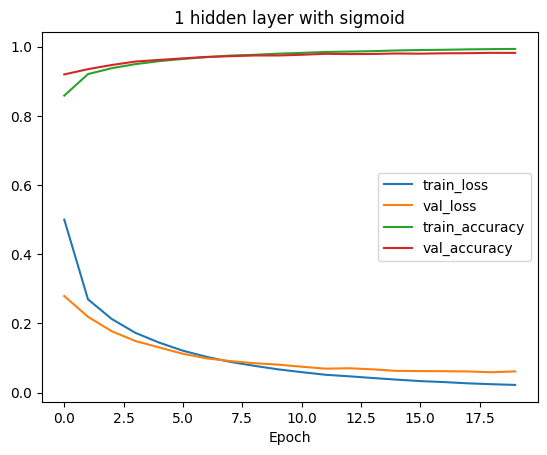 1 hidden layer with sigmoid
1.0
0.8
0.6
0.4
0.2
0.0
train_loss
val_loss
train_accuracy
val_accuracy
0.0 2.5 5.0 7.5 10.0 12.5 15.0 17.5
Epoch